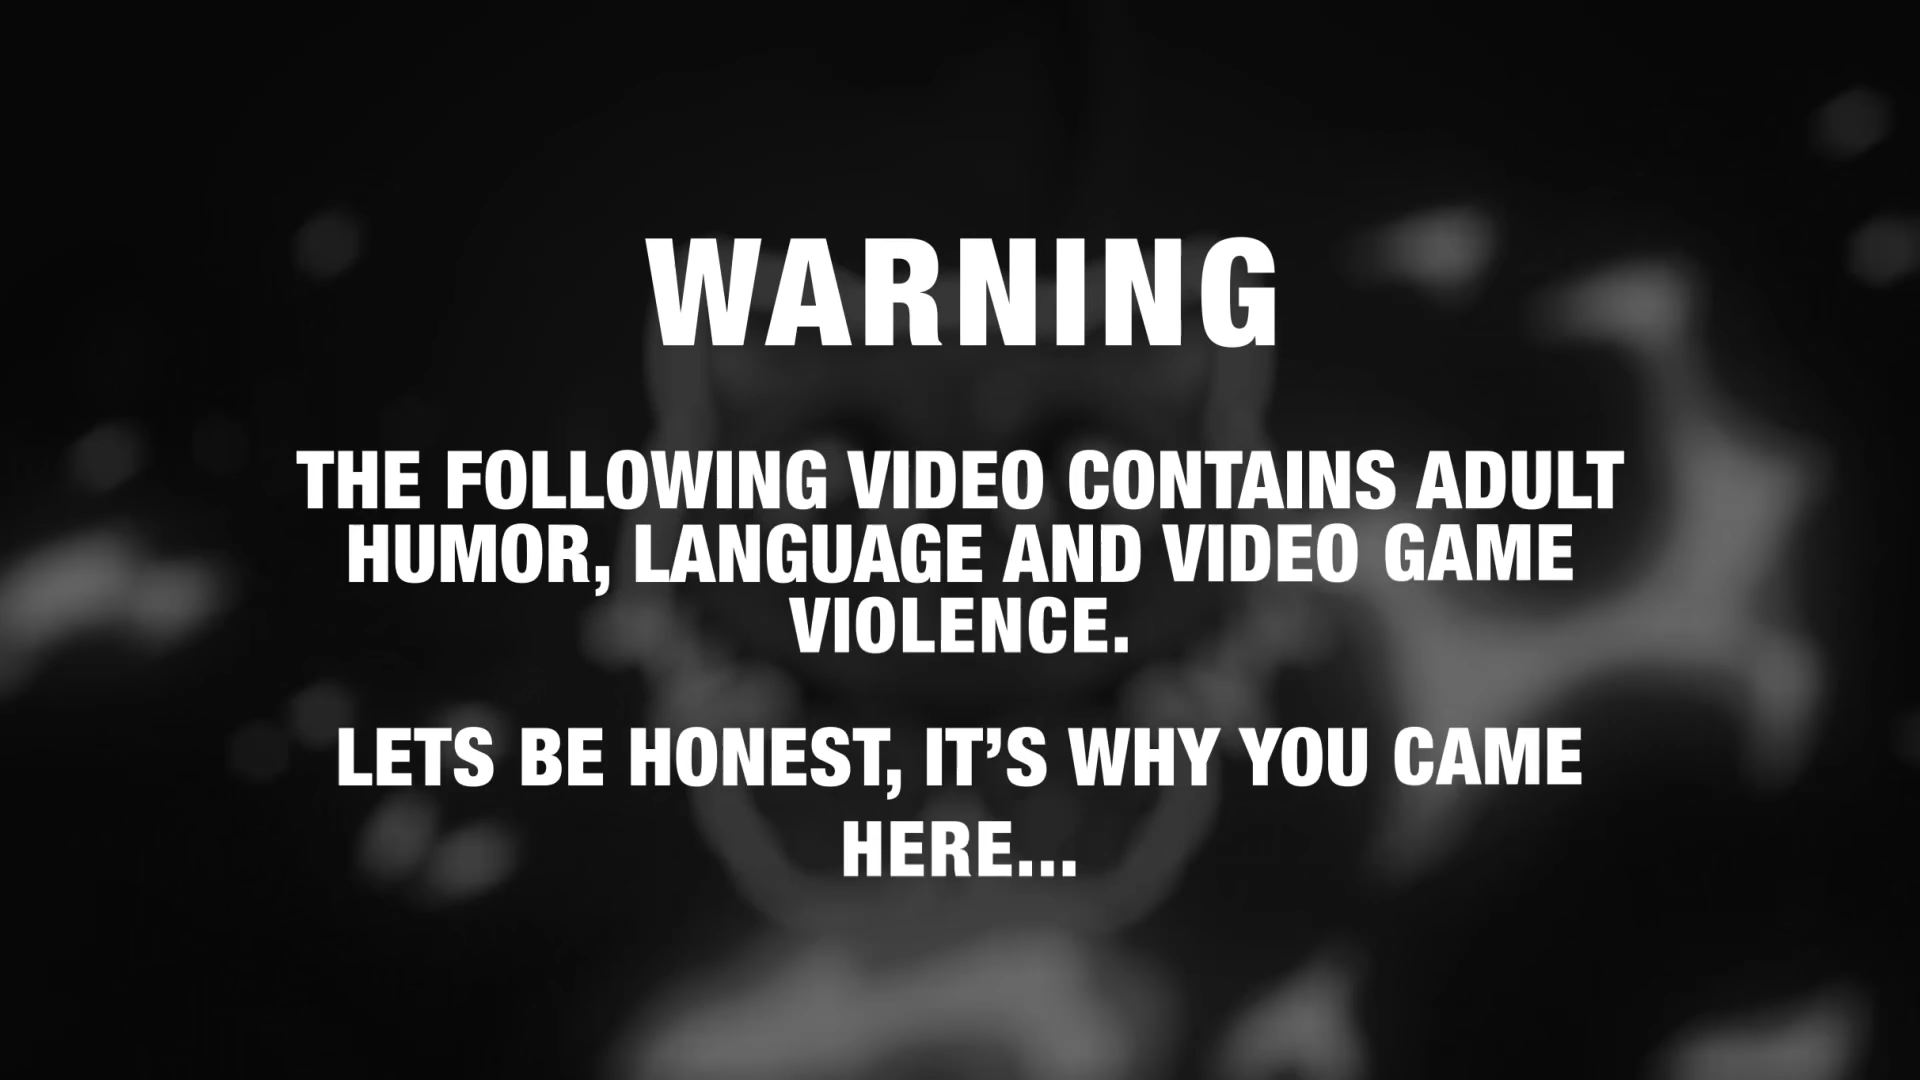 WARNING
THE FOLLOWING VIDEO CONTAINS ADULT
HUMOR, LANGUAGE AND VIDEO GAME
VIOLENCE.
LETS BE HONEST, IT’S WHY YOU CAME
HERE...